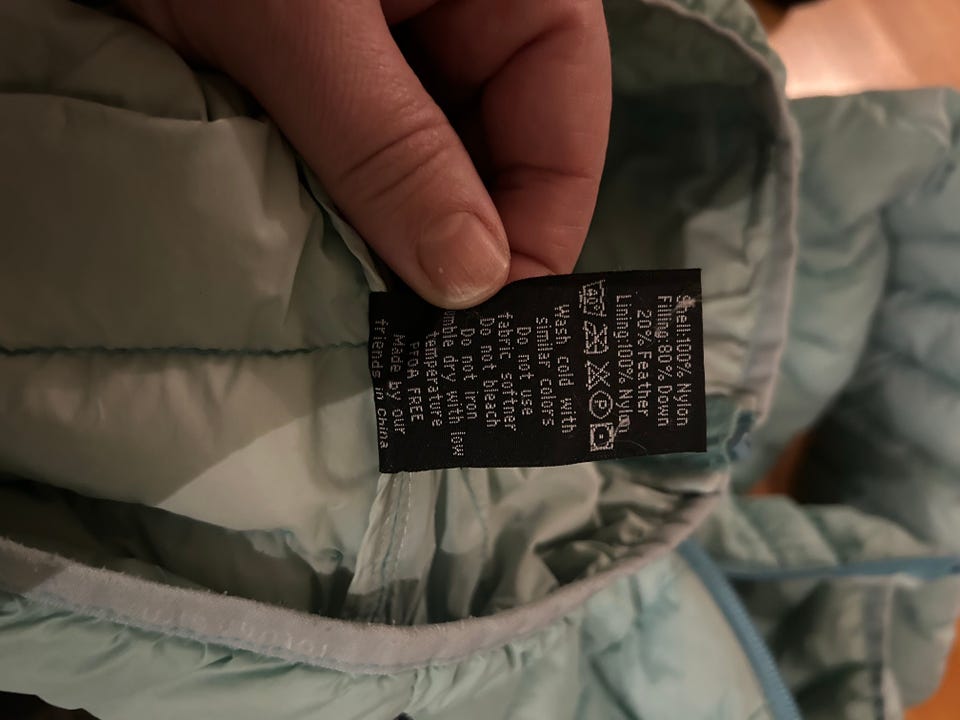 Shell:100% Nylon
Filling:80% Down
20% Feather
Lining:100% Nylon
40°
P
Wash cold with
similar colors
Do not use
fabric softner
Do not bleach
Do not iron
umble dry with low
temperature
PFOA FREE
Made by our
friends in China